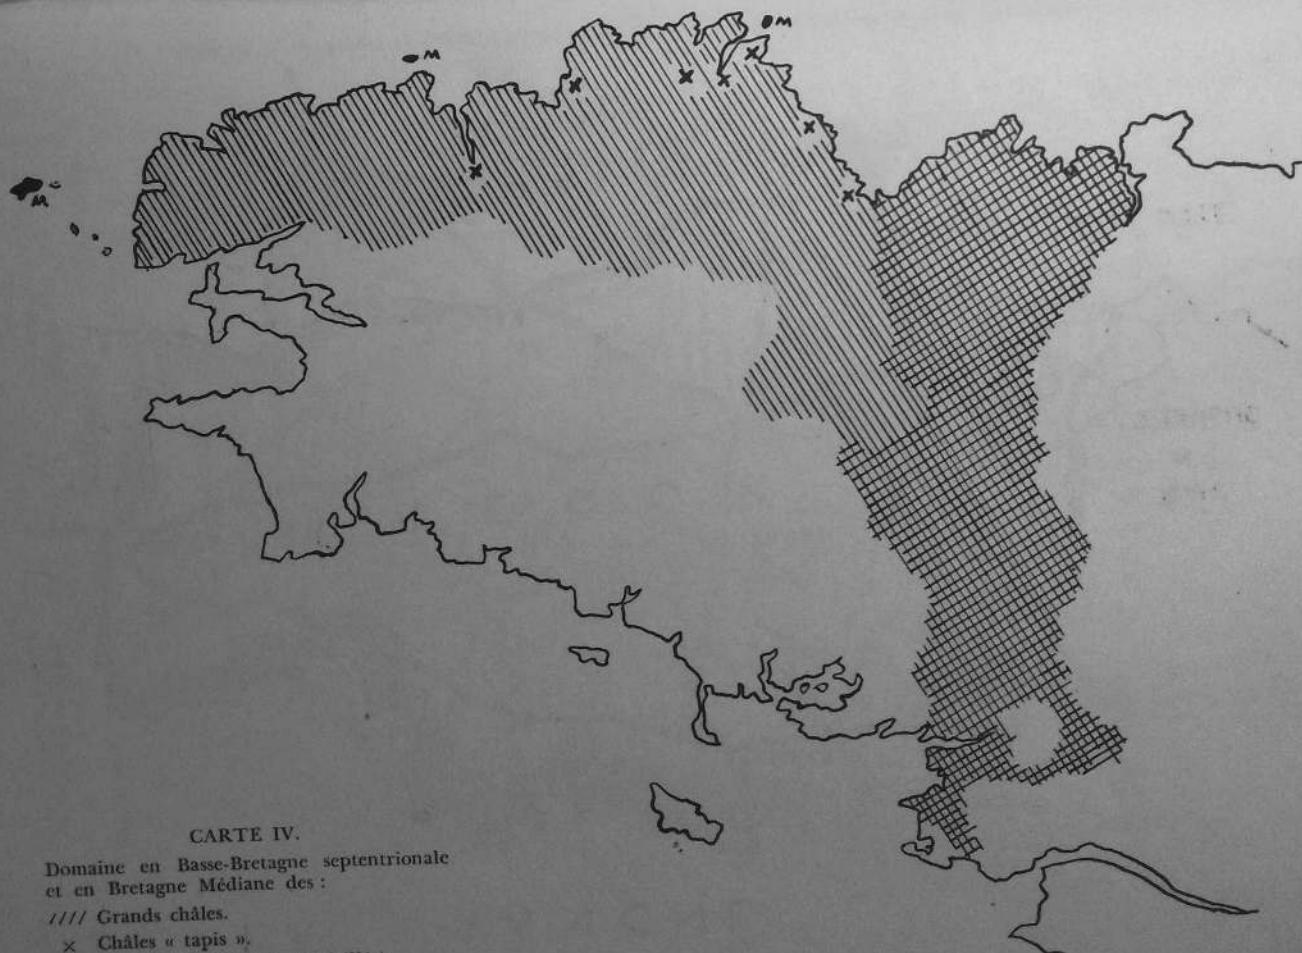 M
M
M
CARTE IV.
Domaine en Basse-Bretagne septentrionale
et en Bretagne Médiane des :
//// Grands châles.
× Châles « tapis ».